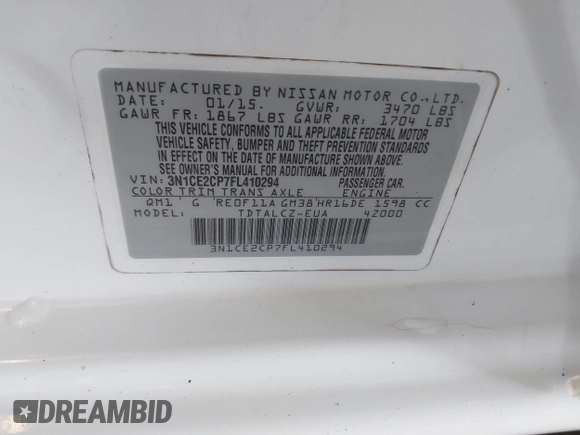 MANUFACTURED BY NISSAN MOTOR CO.,LTD.
DATE: 01/15. GVWR: 3470 LBS
GAWR FR: 1867 LBS GAWR RR: 1704 LBS
THIS VEHICLE CONFORMS TO ALL APPLICABLE FEDERAL MOTOR
VEHICLE SAFETY, BUMPER AND THEFT PREVENTION STANDARDS
IN EFFECT ON THE DATE OF MANUFACTURE SHOWN ABOVE.
SEE OWNER'S MANUAL FOR ADDITIONAL INFORMATION.
VIN: 3N1CE2CP7FL410294 PASSENGER CAR.
COLOR TRIM TRANS AXLE ENGINE
QM1 G RE0F11A GM38 HR16DE 1598 CC
MODEL: TDTALCZ-EUA 4Z000
3N1CE2CP7FL410294
DREAMBID